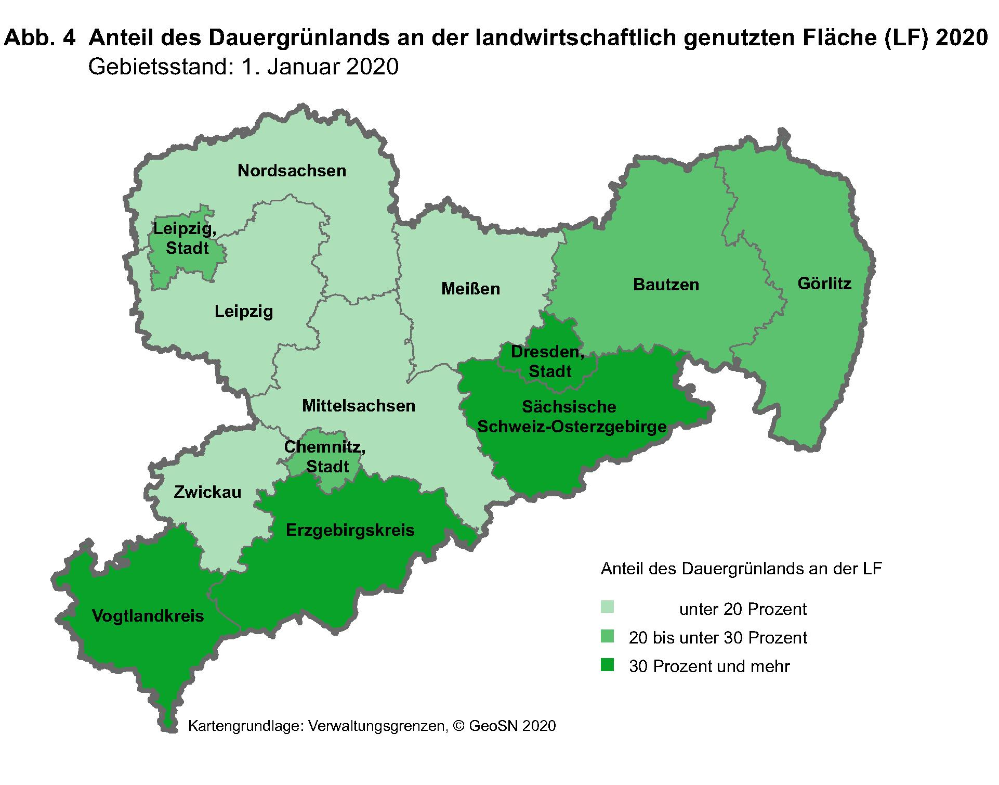 Abb. 4 Anteil des Dauergrünlands an der landwirtschaftlich genutzten Fläche (LF) 2020
Gebietsstand: 1. Januar 2020
Nordsachsen
Leipzig,
Stadt
Leipzig
Meißen
Bautzen
Görlitz
Dresden,
Stadt
Sächsische
Schweiz-Osterzgebirge
Mittelsachsen
Chemnitz,
Stadt
Zwickau
Erzgebirgskreis
Vogtlandkreis
Anteil des Dauergrünlands an der LF
unter 20 Prozent
20 bis unter 30 Prozent
30 Prozent und mehr
Kartengrundlage: Verwaltungsgrenzen, © GeoSN 2020